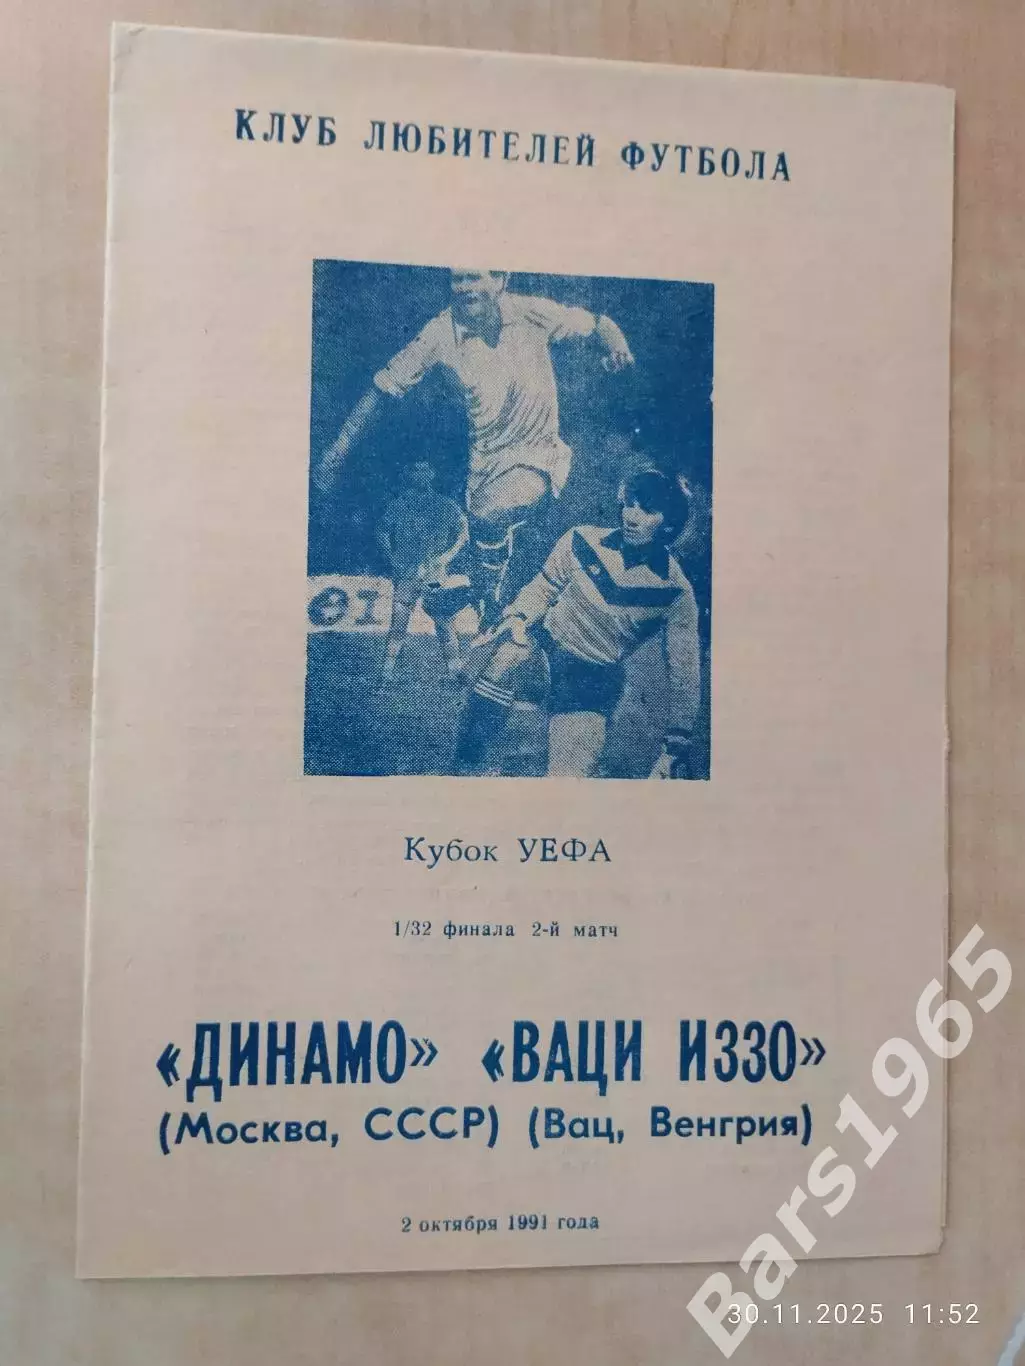 КЛУБ ЛЮБИТЕЛЕЙ ФУТБОЛА
Кубок УЕФА
1/32 финала 2-й матч
«ДИНАМО» «ВАЦИ ИЗЗО»
(Москва, СССР) (Вац, Венгрия)
2 октября 1991 года
Bars1965
30.11.2025 11:52